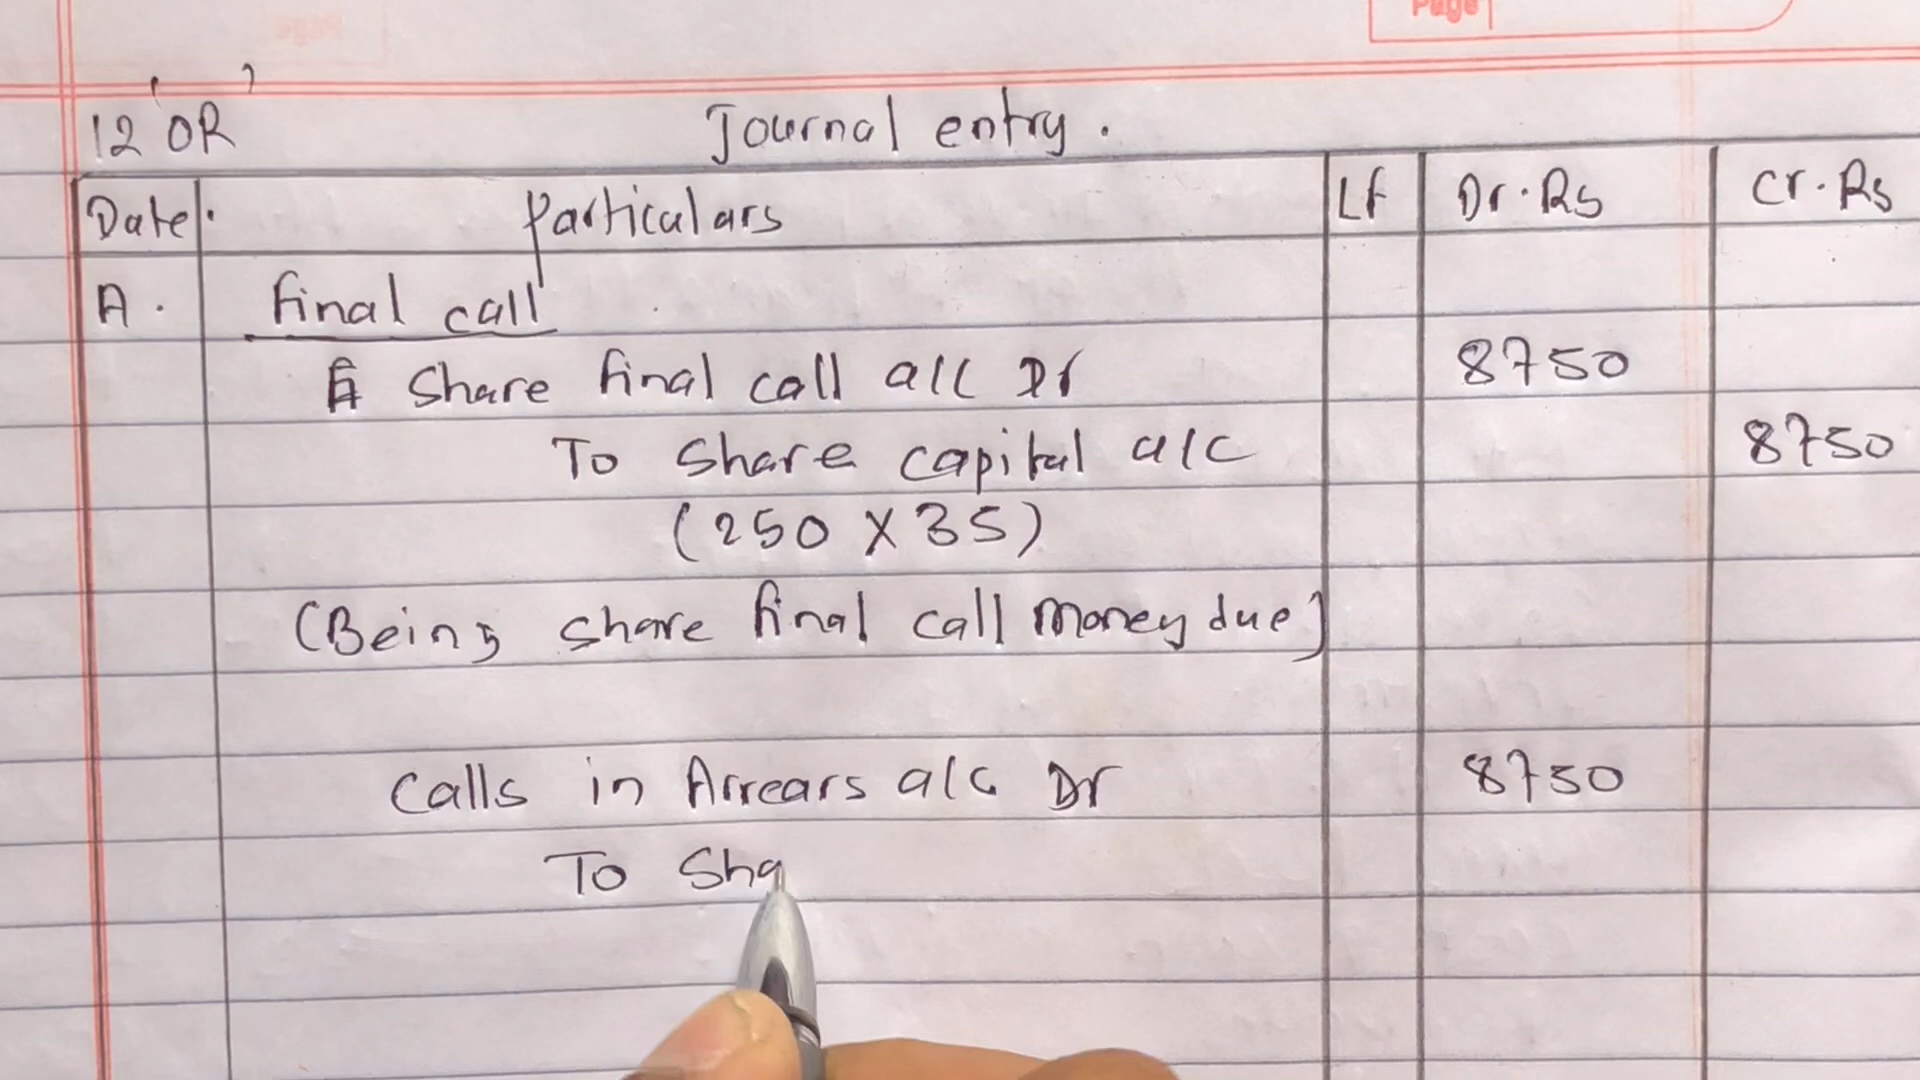 Page
12 'OR'
Journal entry.
Date. Particulars Lf Dr.Rs Cr.Rs
A. final call
Share final call a/c Dr 8750
To Share capital a/c 8750
(250 X 35)
(Being share final call money due)
Calls in Arrears a/c Dr 8750
To Sha